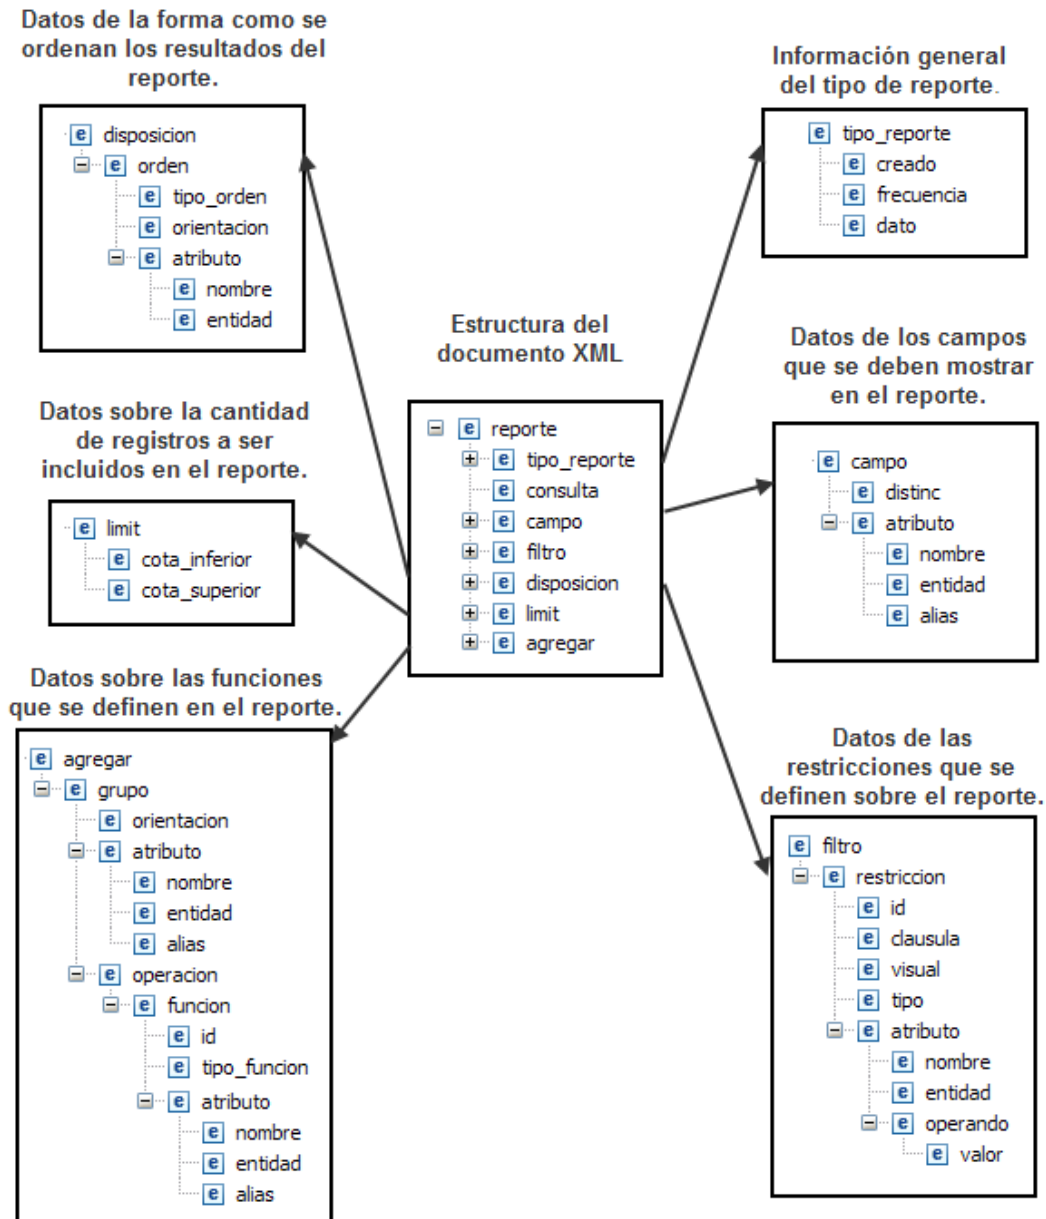 Datos de la forma como se
ordenan los resultados del
reporte.
e disposicion
e orden
e tipo_orden
e orientacion
e atributo
e nombre
e entidad
Información general
del tipo de reporte.
e tipo_reporte
e creado
e frecuencia
e dato
Estructura del
documento XML
e reporte
e tipo_reporte
e consulta
e campo
e filtro
e disposicion
e limit
e agregar
Datos de los campos
que se deben mostrar
en el reporte.
e campo
e distinc
e atributo
e nombre
e entidad
e alias
Datos sobre la cantidad
de registros a ser
incluidos en el reporte.
e limit
e cota_inferior
e cota_superior
Datos sobre las funciones
que se definen en el reporte.
e agregar
e grupo
e orientacion
e atributo
e nombre
e entidad
e alias
e operacion
e funcion
e id
e tipo_funcion
e atributo
e nombre
e entidad
e alias
Datos de las
restricciones que se
definen sobre el reporte.
e filtro
e restriccion
e id
e clausula
e visual
e tipo
e atributo
e nombre
e entidad
e operando
e valor